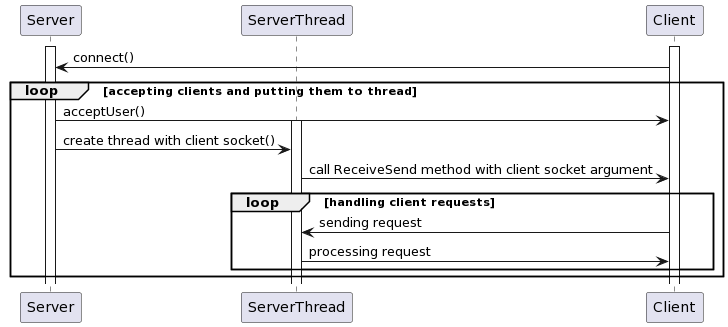 Server ServerThread Client
connect()
loop [accepting clients and putting them to thread]
acceptUser()
create thread with client socket()
call ReceiveSend method with client socket argument
loop [handling client requests]
sending request
processing request
Server ServerThread Client